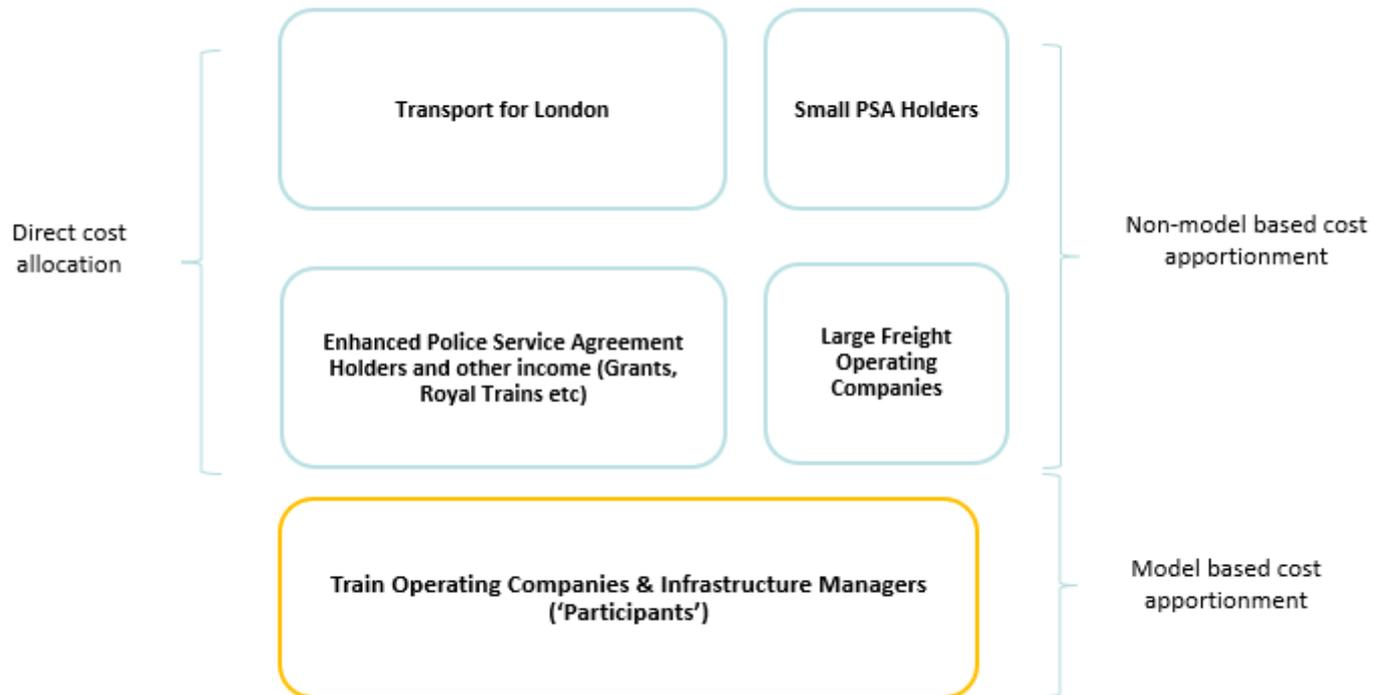 Transport for London
Small PSA Holders
Direct cost
allocation
Non-model based cost
apportionment
Enhanced Police Service Agreement
Holders and other income (Grants,
Royal Trains etc)
Large Freight
Operating
Companies
Train Operating Companies & Infrastructure Managers
(‘Participants’)
Model based cost
apportionment